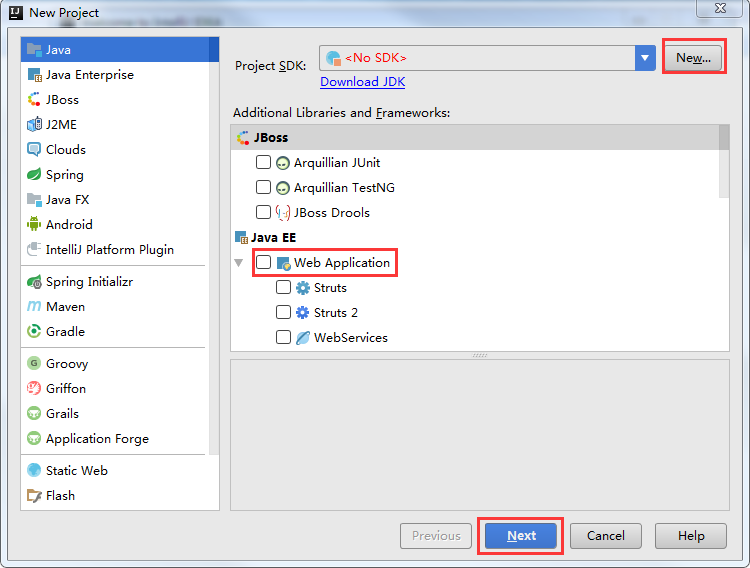 New Project
Java
Java Enterprise
JBoss
J2ME
Clouds
Spring
Java FX
Android
IntelliJ Platform Plugin
Spring Initializr
Maven
Gradle
Groovy
Griffon
Grails
Application Forge
Static Web
Flash
Project SDK: <No SDK> New...
Download JDK
Additional Libraries and Frameworks:
JBoss
Arquillian JUnit
Arquillian TestNG
JBoss Drools
Java EE
Web Application
Struts
Struts 2
WebServices
Previous Next Cancel Help